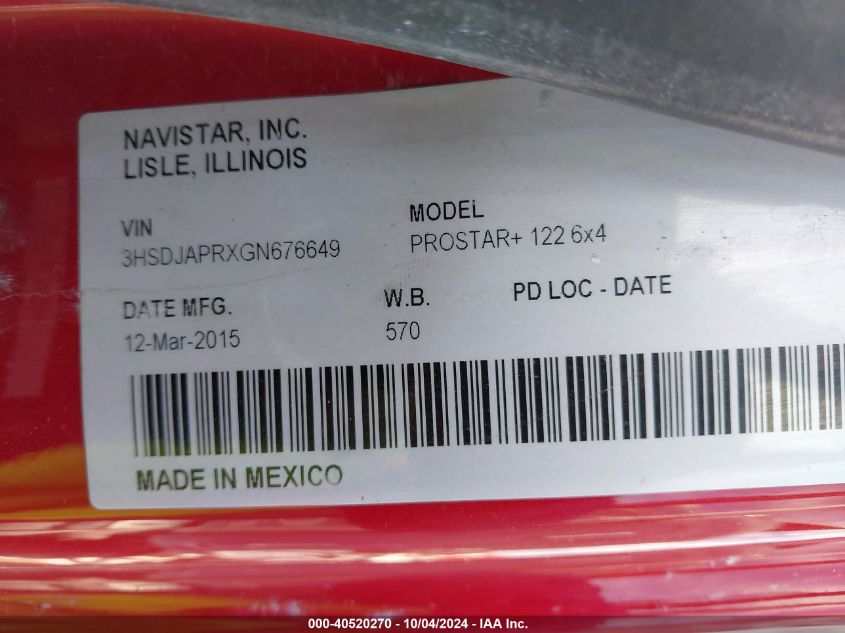 NAVISTAR, INC.
LISLE, ILLINOIS
VIN
3HSDJAPRXGN676649
MODEL
PROSTAR+ 122 6x4
DATE MFG.
12-Mar-2015
W.B.
570
PD LOC - DATE
MADE IN MEXICO
000-40520270 - 10/04/2024 - IAA Inc.